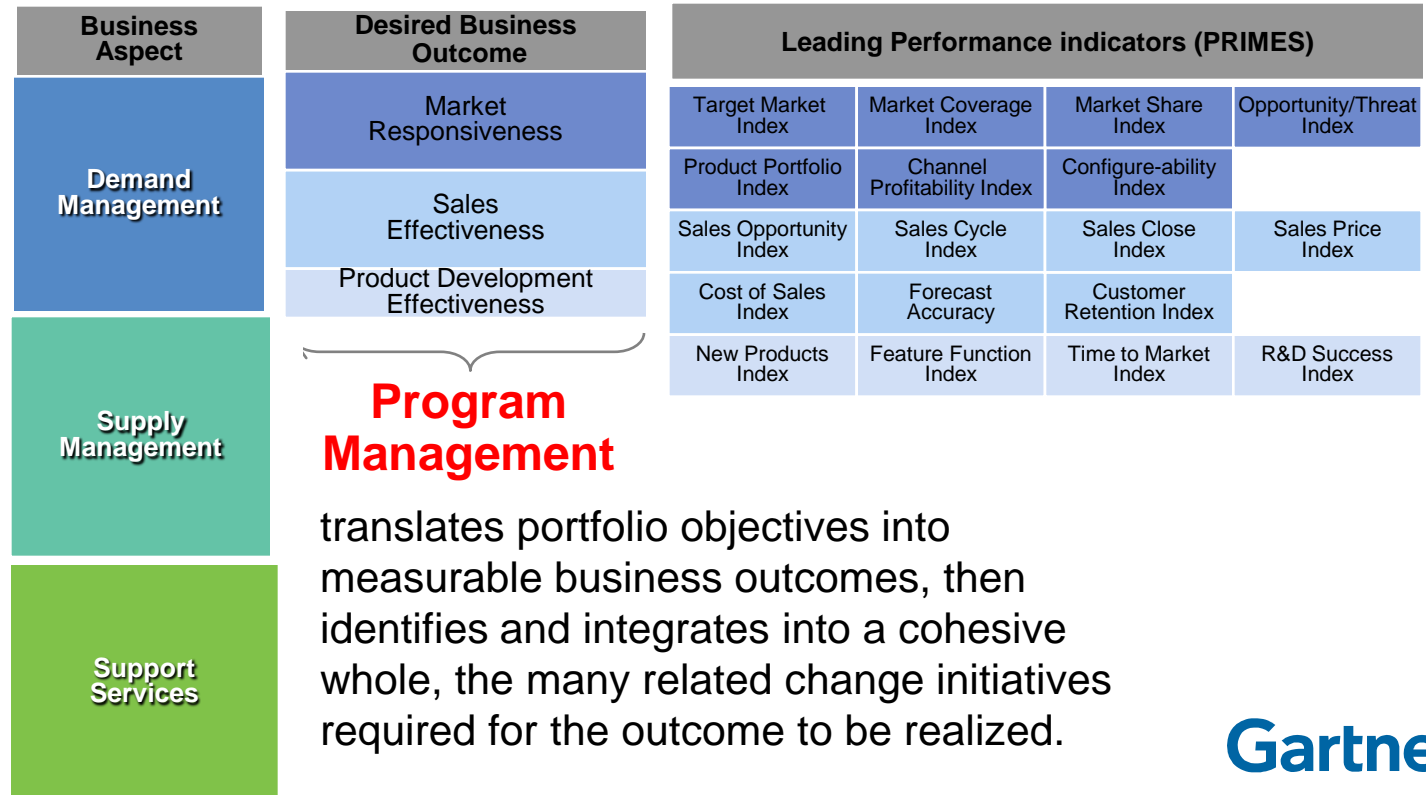 Business
Aspect
Desired Business
Outcome
Leading Performance indicators (PRIMES)
Demand
Management
Market
Responsiveness
Sales
Effectiveness
Product Development
Effectiveness
Target Market
Index
Market Coverage
Index
Market Share
Index
Opportunity/Threat
Index
Product Portfolio
Index
Channel
Profitability Index
Configure-ability
Index
Sales Opportunity
Index
Sales Cycle
Index
Sales Close
Index
Sales Price
Index
Cost of Sales
Index
Forecast
Accuracy
Customer
Retention Index
New Products
Index
Feature Function
Index
Time to Market
Index
R&D Success
Index
Supply
Management
Support
Services
Program
Management
translates portfolio objectives into
measurable business outcomes, then
identifies and integrates into a cohesive
whole, the many related change initiatives
required for the outcome to be realized.
Gartne